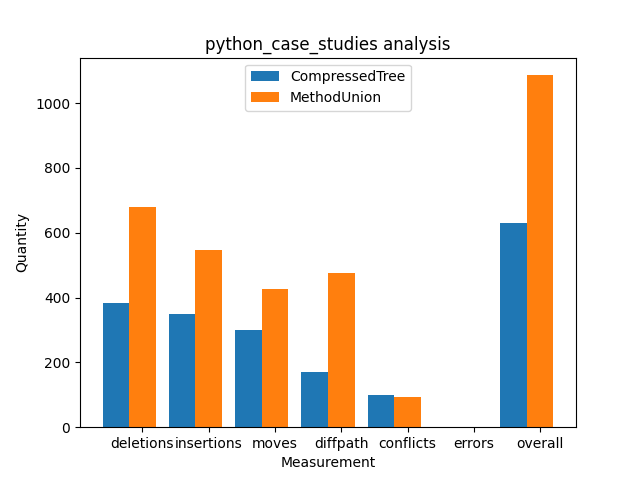 python_case_studies analysis
CompressedTree
MethodUnion
Quantity
1000
800
600
400
200
0
deletions insertions moves diffpath conflicts errors overall
Measurement